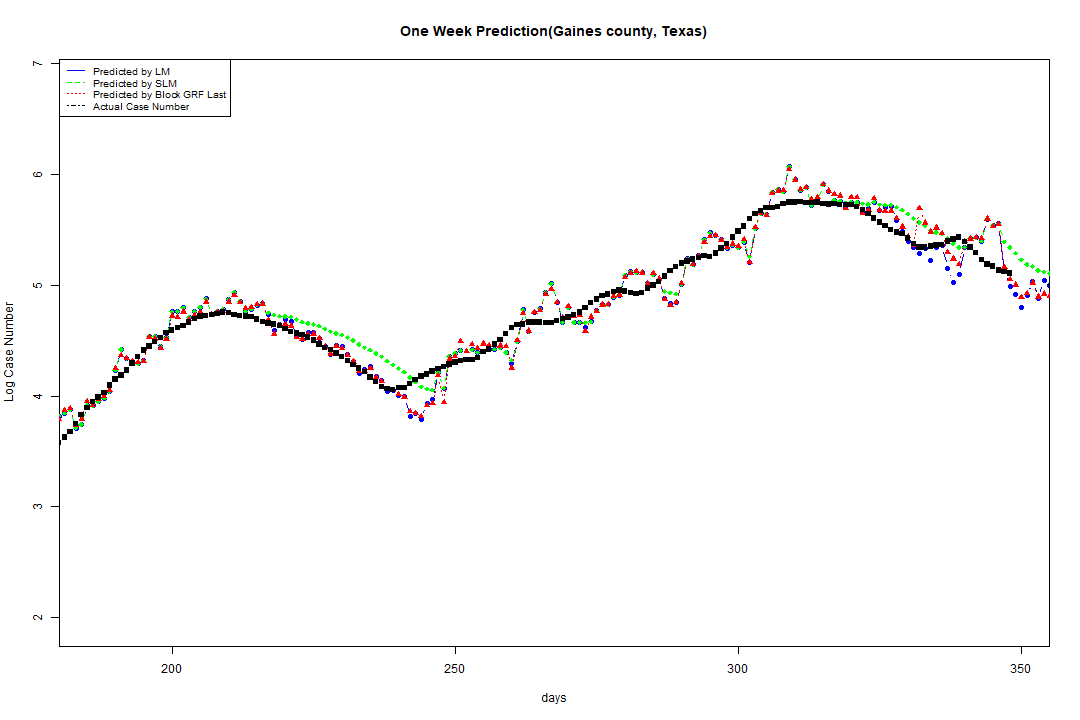 One Week Prediction(Gaines county, Texas)
Predicted by LM
Predicted by SLM
Predicted by Block GRF Last
Actual Case Number
7
6
5
4
3
2
Log Case Number
200
250
300
350
days